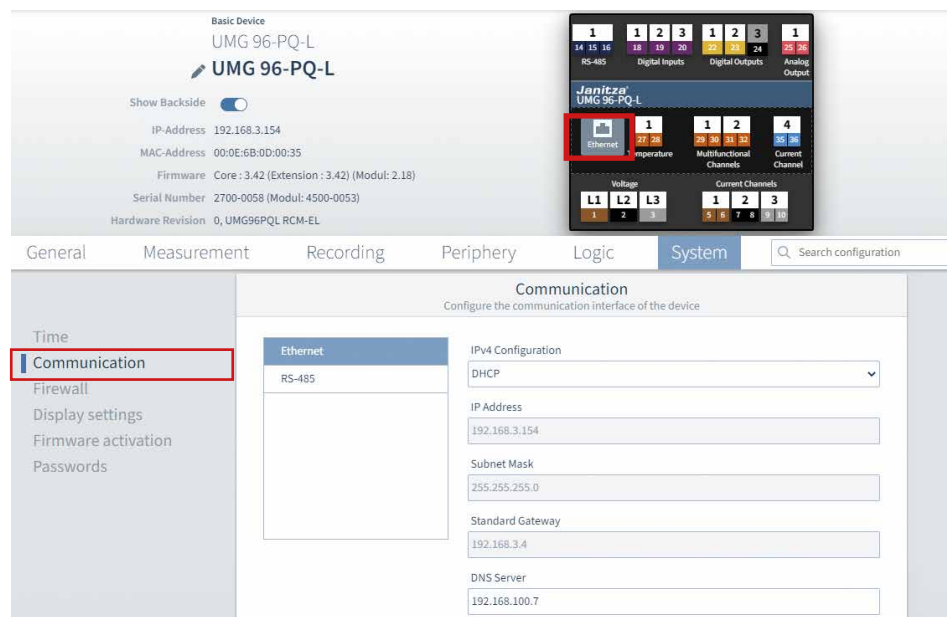 Basic Device
UMG 96-PQ-L
UMG 96-PQ-L
Show Backside
IP-Address 192.168.3.154
MAC-Address 00:0E:6B:0D:00:35
Firmware Core : 3.42 (Extension : 3.42) (Modul: 2.18)
Serial Number 2700-0058 (Modul: 4500-0053)
Hardware Revision 0, UMG96PQL RCM-EL
1 1 2 3 1 2 3 1
14 15 16 18 19 20 22 23 24 25 26
RS-485 Digital Inputs Digital Outputs Analog Output
Janitza
UMG 96-PQ-L
1 1 2 4
27 28 29 30 31 32 35 36
Ethernet Temperature Multifunctional Channels Current Channel
Voltage Current Channels
L1 L2 L3 1 2 3
1 2 3 5 6 7 8 9 10
General Measurement Recording Periphery Logic System Search configuration
Communication
Configure the communication interface of the device
Time
Communication
Firewall
Display settings
Firmware activation
Passwords
Ethernet
RS-485
IPv4 Configuration
DHCP
IP Address
192.168.3.154
Subnet Mask
255.255.255.0
Standard Gateway
192.168.3.4
DNS Server
192.168.100.7